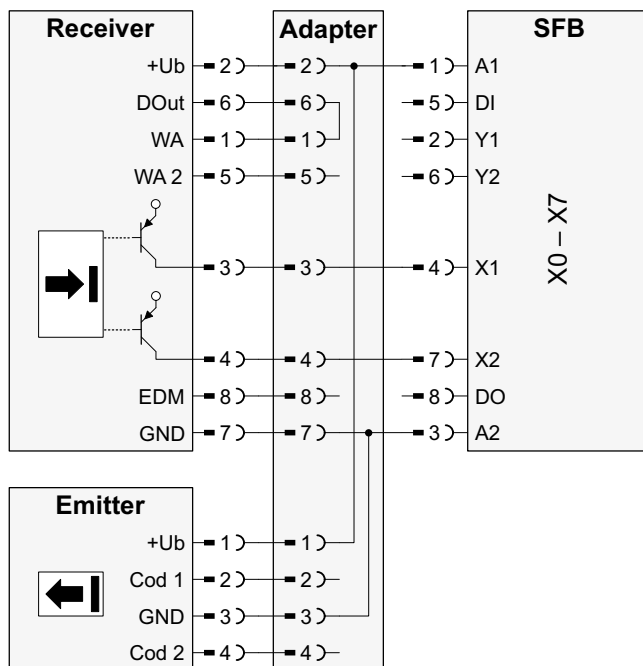 Receiver Adapter SFB
+Ub 2 2 1 A1
DOut 6 6 5 DI
WA 1 1 2 Y1
WA 2 5 5 6 Y2
X0 – X7
3 3 4 X1
4 4 7 X2
EDM 8 8 8 DO
GND 7 7 3 A2
Emitter
+Ub 1 1
Cod 1 2 2
GND 3 3
Cod 2 4 4